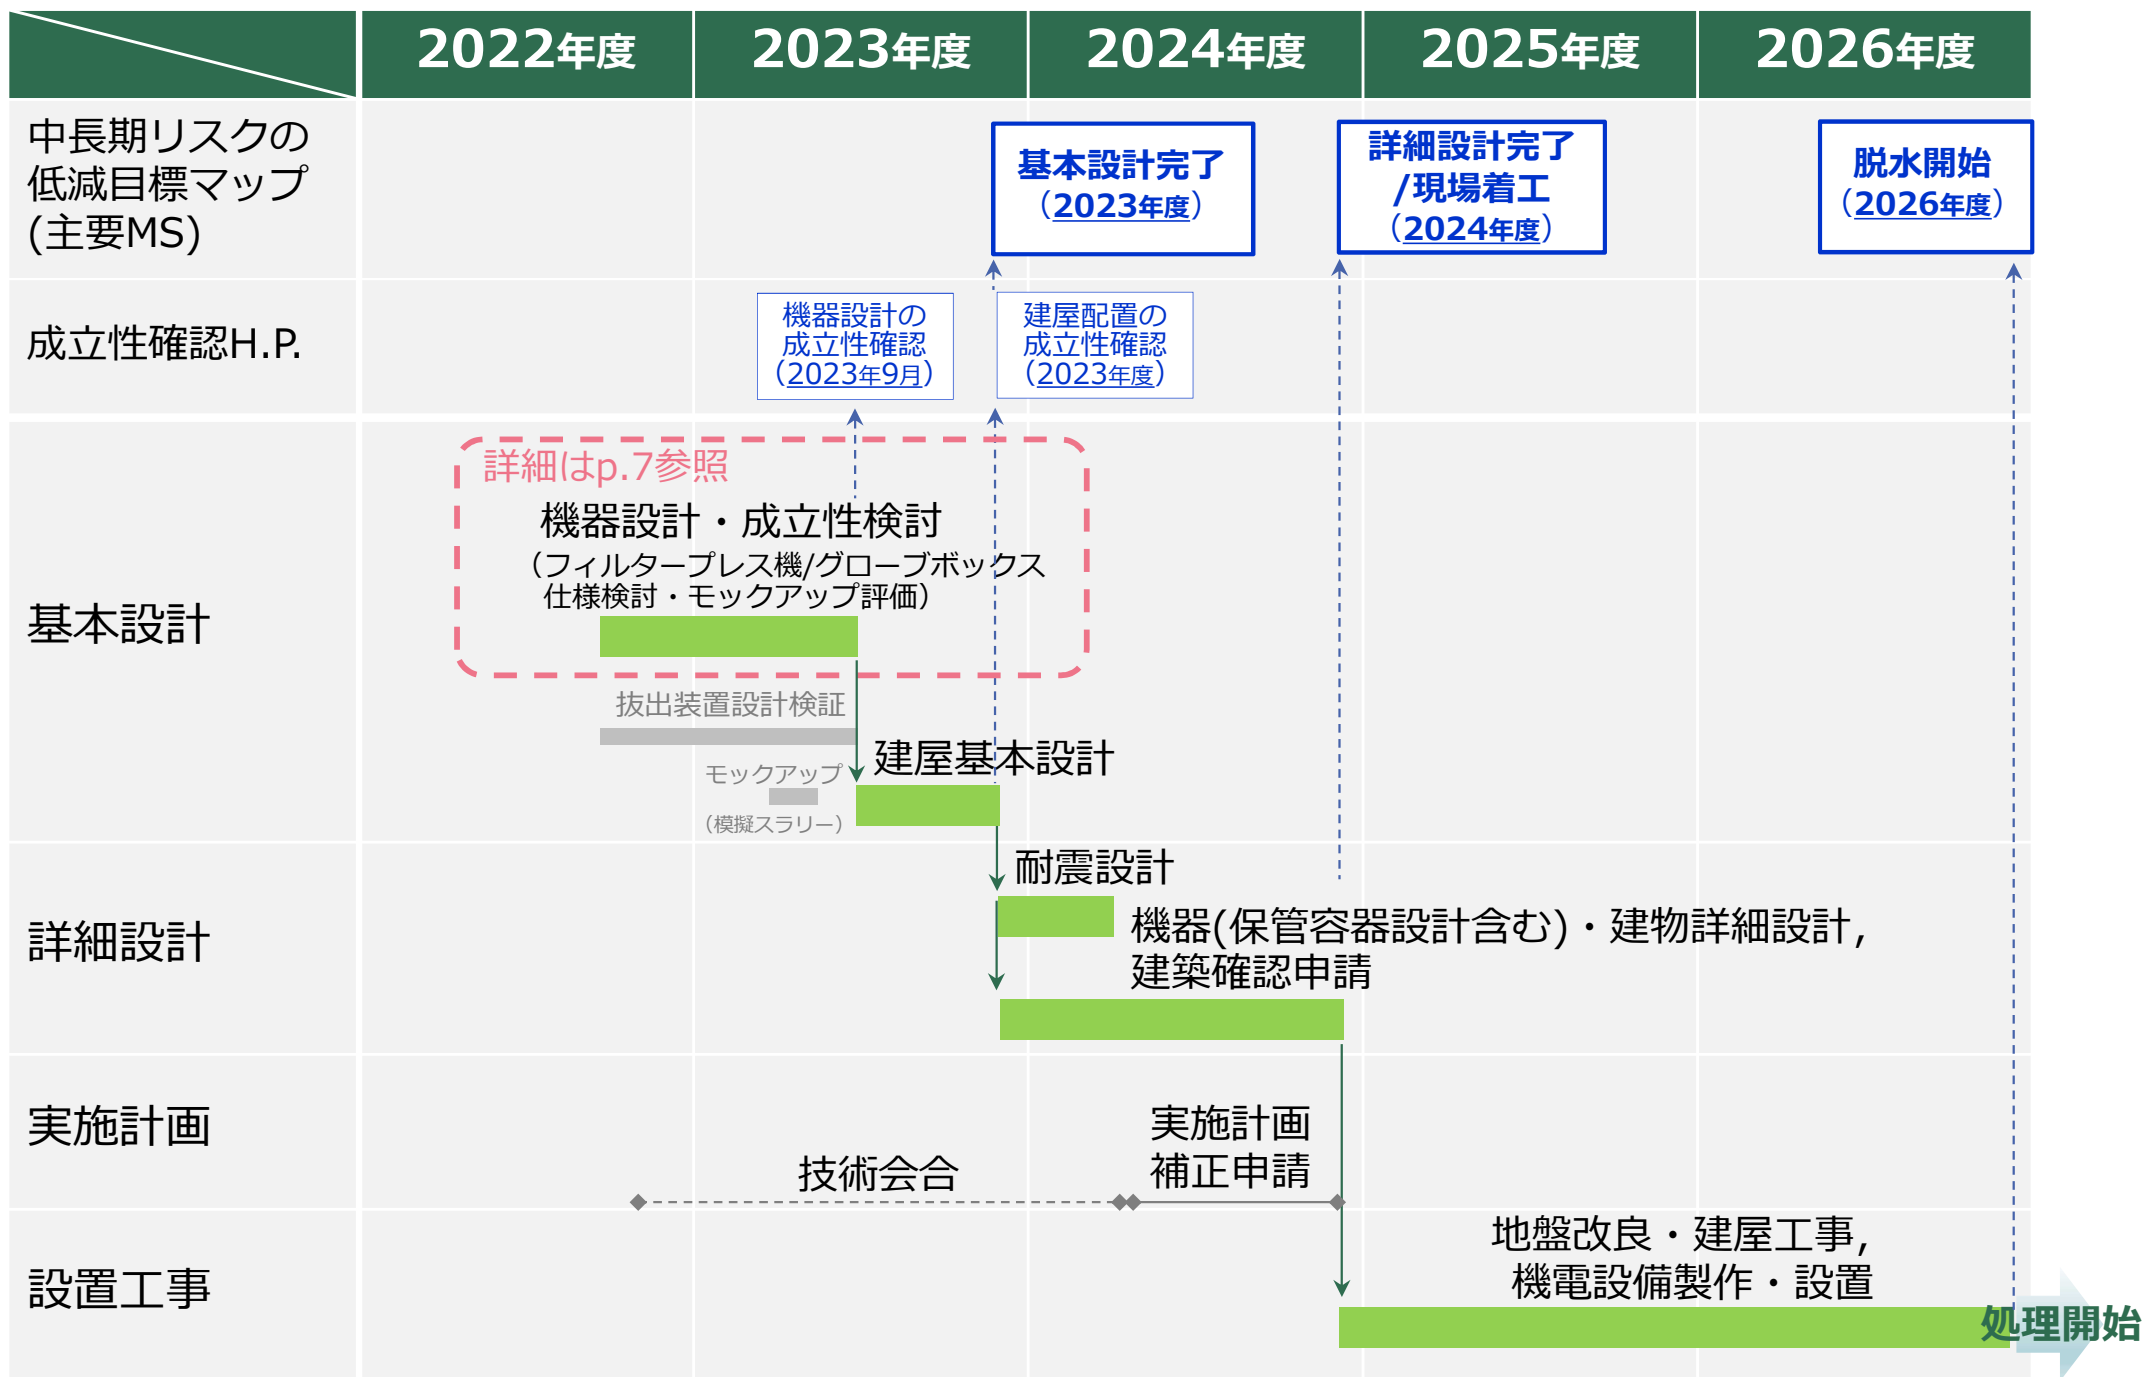 2022年度
2023年度
2024年度
2025年度
2026年度
中長期リスクの
低減目標マップ
(主要MS)
基本設計完了
（2023年度）
詳細設計完了
/現場着工
（2024年度）
脱水開始
（2026年度）
成立性確認H.P.
機器設計の
成立性確認
（2023年9月）
建屋配置の
成立性確認
（2023年度）
基本設計
詳細はp.7参照
機器設計・成立性検討
（フィルタープレス機/グローブボックス
仕様検討・モックアップ評価）
抜出装置設計検証
建屋基本設計
モックアップ
（模擬スラリー）
詳細設計
耐震設計
機器(保管容器設計含む)・建物詳細設計,
建築確認申請
実施計画
技術会合
実施計画
補正申請
設置工事
地盤改良・建屋工事,
機電設備製作・設置
処理開始